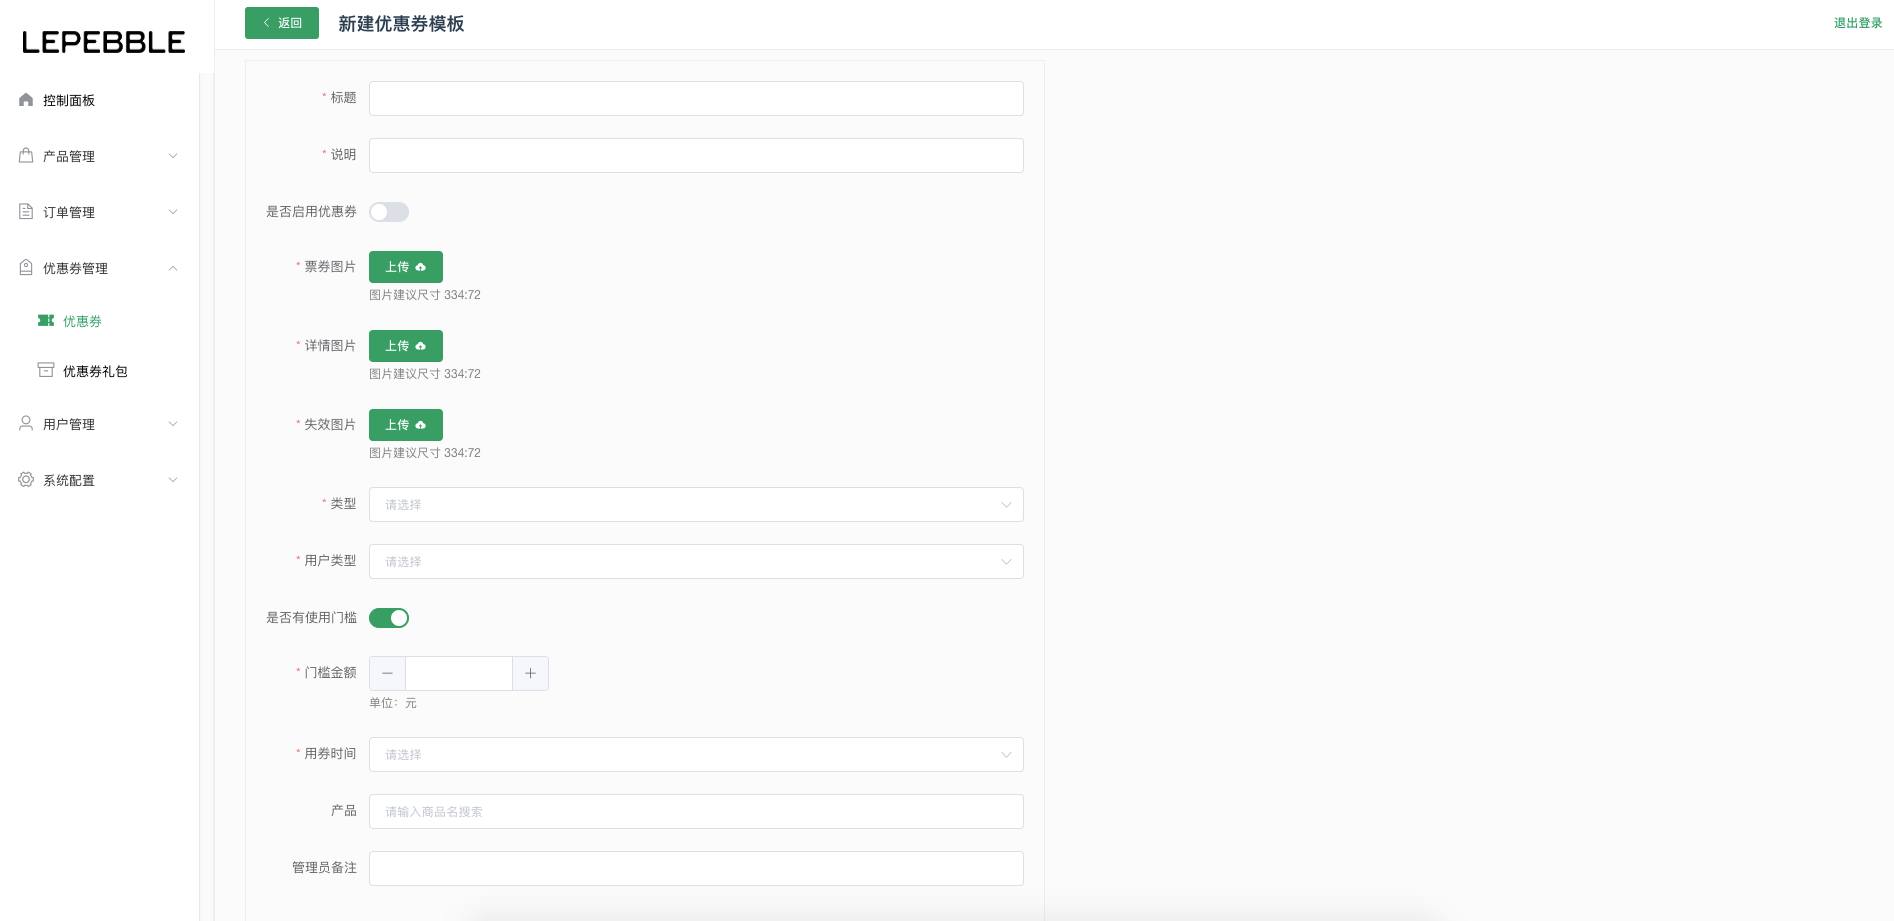 LEPEBBLE
控制面板
产品管理
订单管理
优惠券管理
优惠券
优惠券礼包
用户管理
系统配置
返回
新建优惠券模板
退出登录
* 标题
* 说明
是否启用优惠券
* 票券图片
上传
图片建议尺寸 334:72
* 详情图片
上传
图片建议尺寸 334:72
* 失效图片
上传
图片建议尺寸 334:72
* 类型
请选择
* 用户类型
请选择
是否有使用门槛
* 门槛金额
单位：元
* 用券时间
请选择
产品
请输入商品名搜索
管理员备注